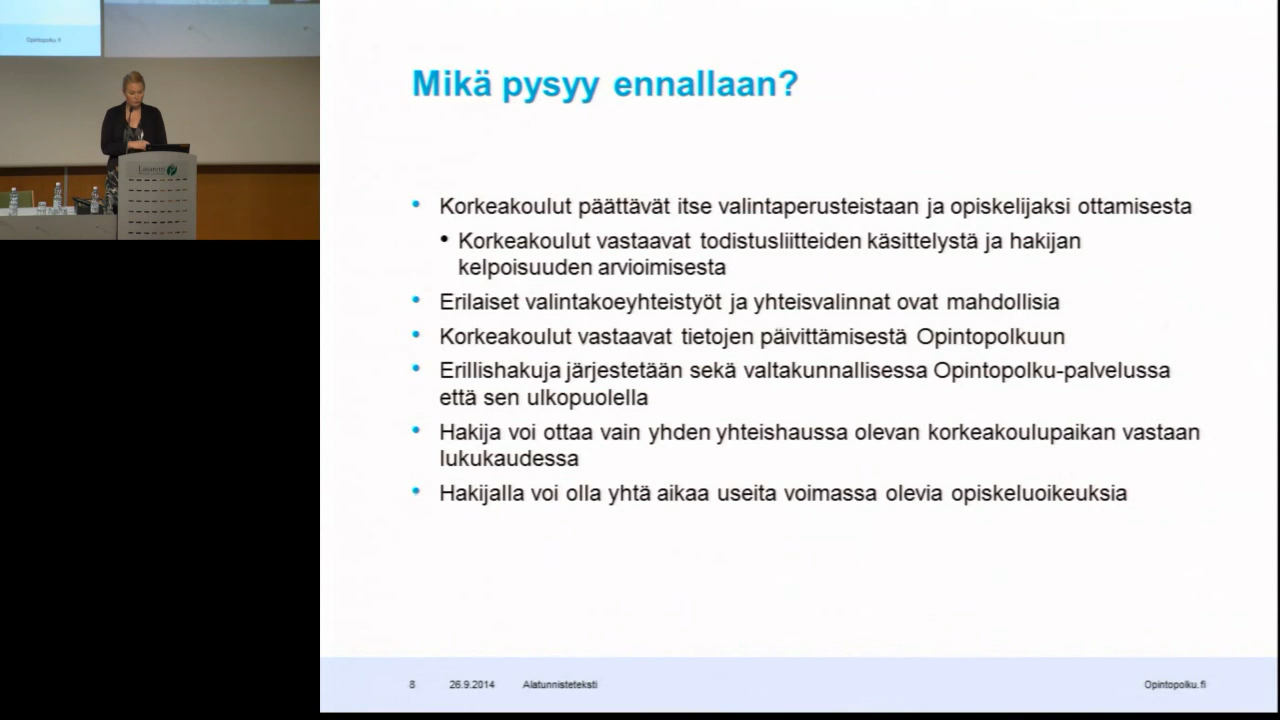 Opintopolku.fi
Mikä pysyy ennallaan?
• Korkeakoulut päättävät itse valintaperusteistaan ja opiskelijaksi ottamisesta
• Korkeakoulut vastaavat todistusliitteiden käsittelystä ja hakijan
kelpoisuuden arvioimisesta
• Erilaiset valintakoeyhteistyöt ja yhteisvalinnat ovat mahdollisia
• Korkeakoulut vastaavat tietojen päivittämisestä Opintopolkuun
• Erillishakuja järjestetään sekä valtakunnallisessa Opintopolku-palvelussa
että sen ulkopuolella
• Hakija voi ottaa vain yhden yhteishaussa olevan korkeakoulupaikan vastaan
lukukaudessa
• Hakijalla voi olla yhtä aikaa useita voimassa olevia opiskeluoikeuksia
8 26.9.2014 Alatunnisteteksti Opintopolku.fi